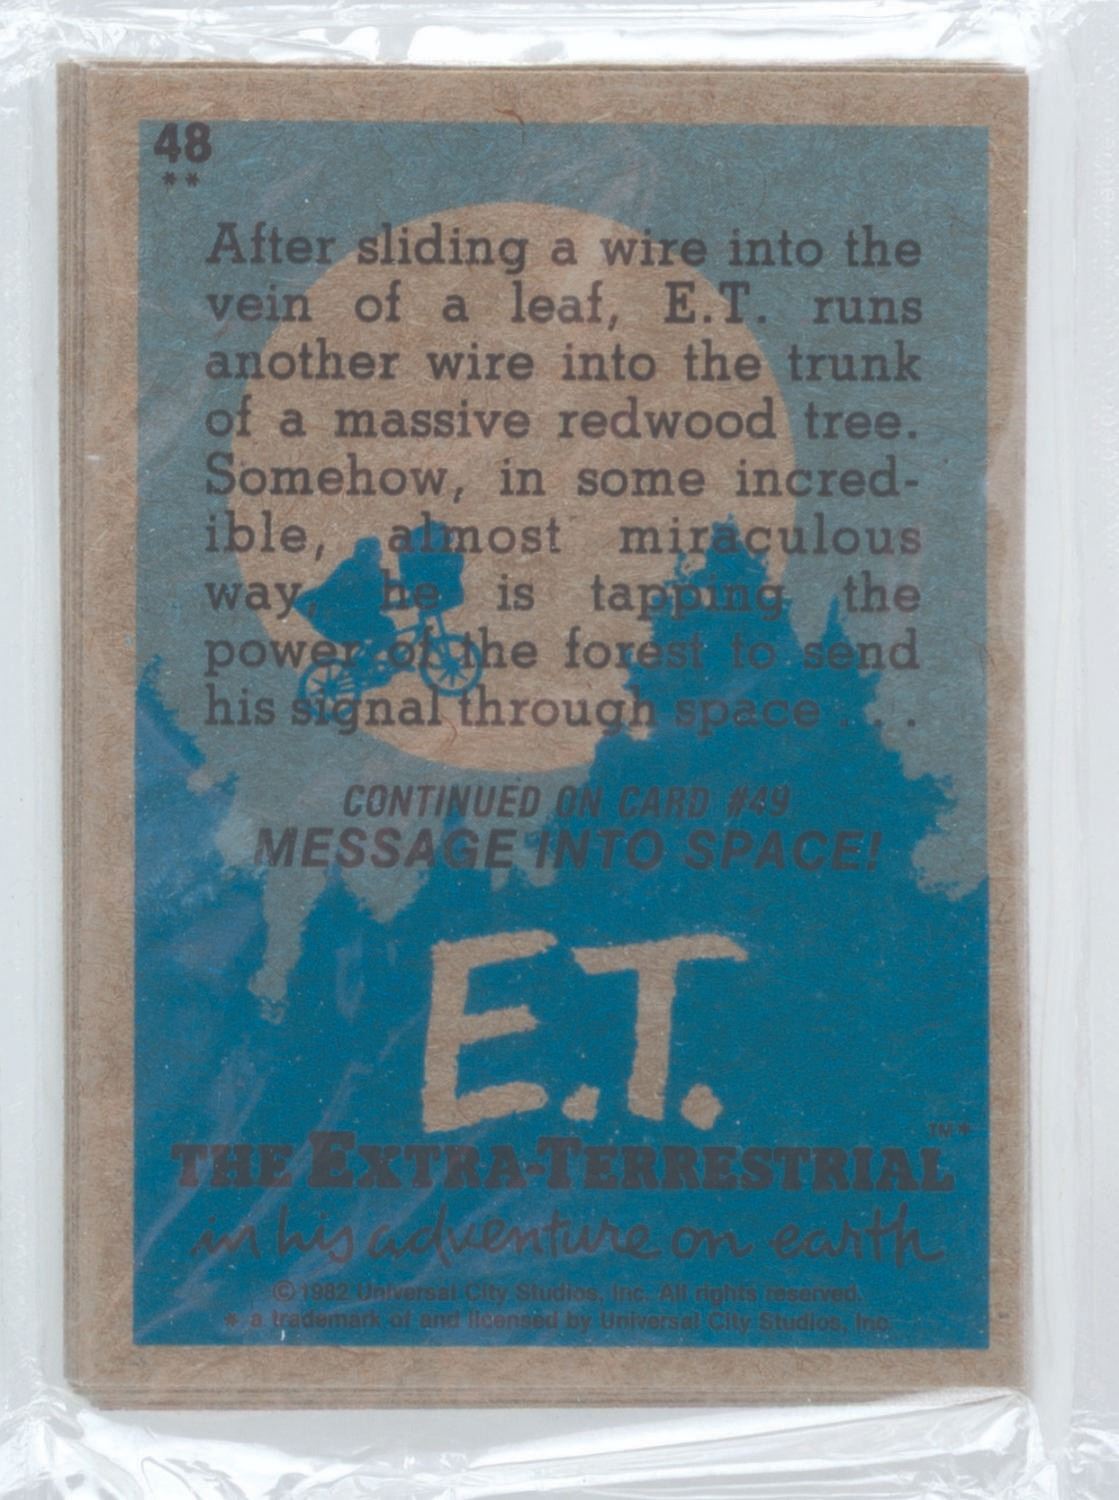 48
**
After sliding a wire into the
vein of a leaf, E.T. runs
another wire into the trunk
of a massive redwood tree.
Somehow, in some incred-
ible, almost miraculous
way, he is tapping the
power of the forest to send
his signal through space . . .
CONTINUED ON CARD #49
MESSAGE INTO SPACE!
E.T.
TM*
THE EXTRA-TERRESTRIAL
in his adventure on earth
© 1982 Universal City Studios, Inc. All rights reserved.
* a trademark of and licensed by Universal City Studios, Inc.